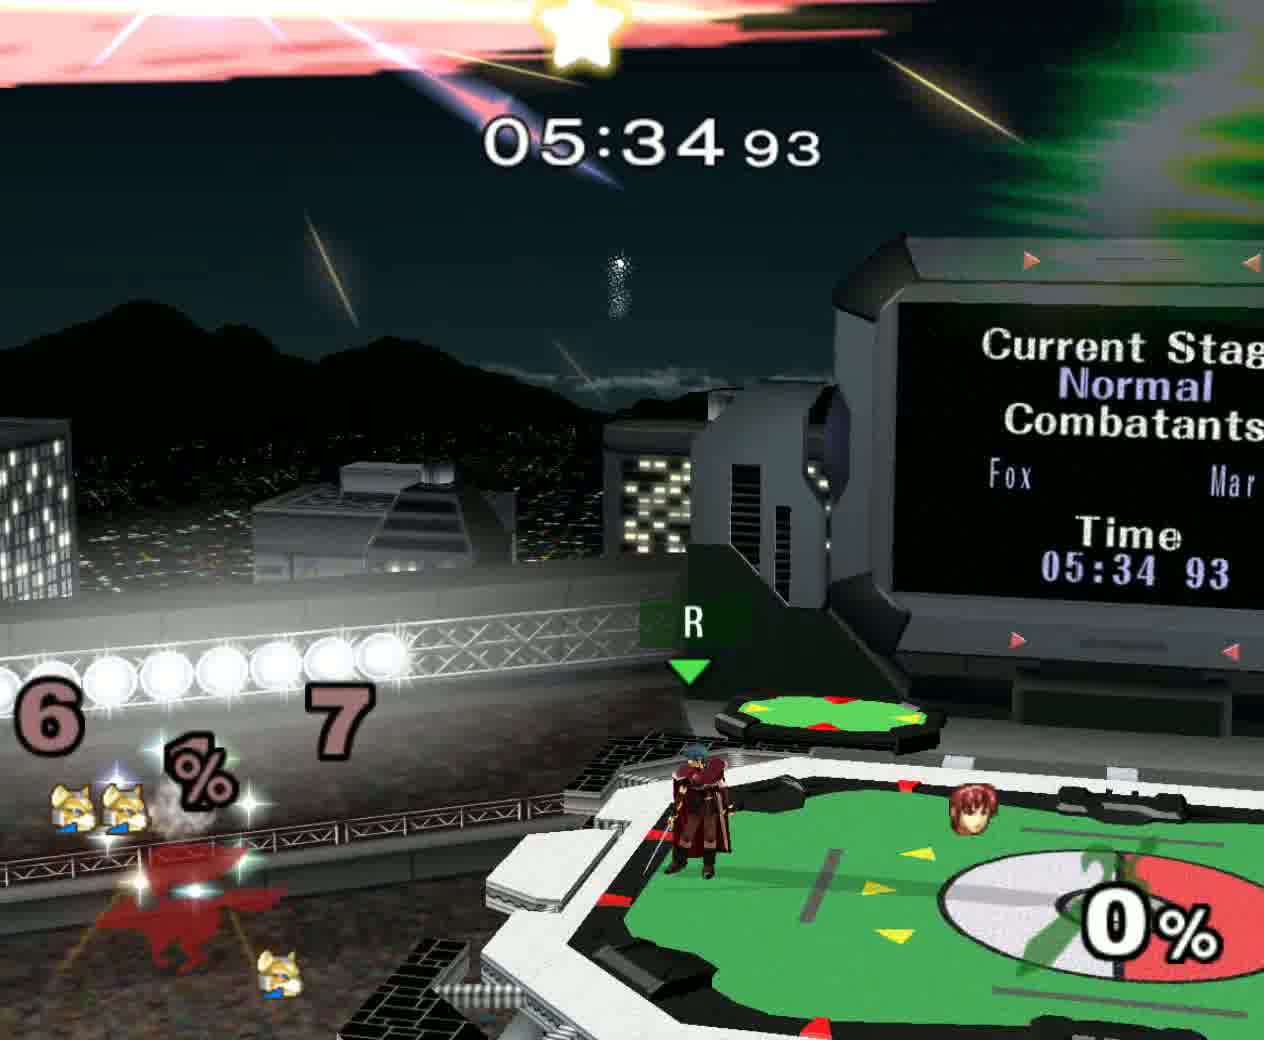 05:34 93
Current Stag
Normal
Combatants
Fox Mar
Time
05:34 93
R
6 % 7
0%